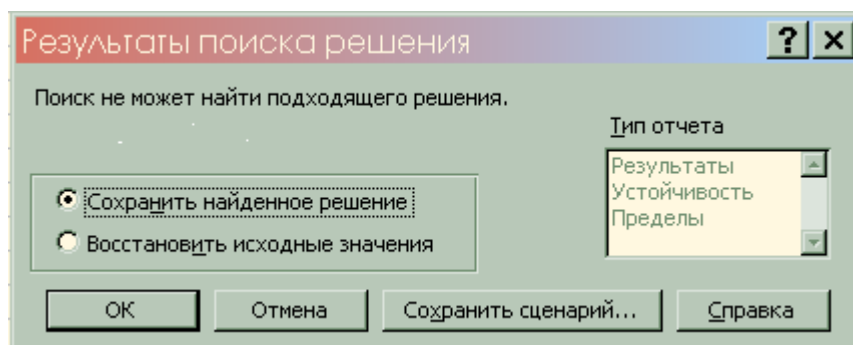 Результаты поиска решения
? ×
Поиск не может найти подходящего решения.
Тип отчета
Результаты
Устойчивость
Пределы
Сохранить найденное решение
Восстановить исходные значения
ОК Отмена Сохранить сценарий... Справка